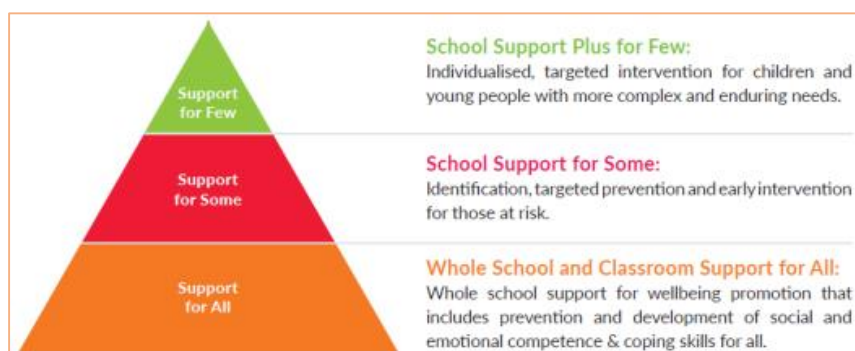 Support
for Few
School Support Plus for Few:
Individualised, targeted intervention for children and
young people with more complex and enduring needs.
Support
for Some
School Support for Some:
Identification, targeted prevention and early intervention
for those at risk.
Support
for All
Whole School and Classroom Support for All:
Whole school support for wellbeing promotion that
includes prevention and development of social and
emotional competence & coping skills for all.